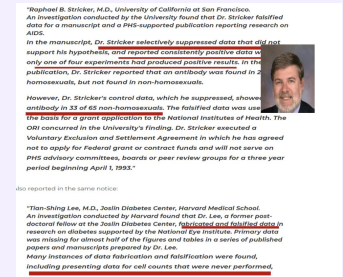 "Raphael B. Stricker, M.D., University of California at San Francisco.
An investigation conducted by the University found that Dr. Stricker falsified
data for a manuscript and a PHS-supported publication reporting research on
AIDS.
In the manuscript, Dr. Stricker selectively suppressed data that did not
support his hypothesis, and reported consistently positive data w
only one of four experiments had produced positive results. In the
publication, Dr. Stricker reported that an antibody was found in 2
homosexuals, but not found in non-homosexuals.
However, Dr. Stricker's control data, which he suppressed, showe
antibody in 33 of 65 non-homosexuals. The falsified data was use
the basis for a grant application to the National Institutes of Health. The
ORI concurred in the University's finding. Dr. Stricker executed a
Voluntary Exclusion and Settlement Agreement in which he has agreed
not to apply for Federal grant or contract funds and will not serve on
PHS advisory committees, boards or peer review groups for a three year
period beginning April 1, 1993."
also reported in the same notice:
"Tian-Shing Lee, M.D., Joslin Diabetes Center, Harvard Medical School.
An investigation conducted by Harvard found that Dr. Lee, a former post-
doctoral fellow at the Joslin Diabetes Center, fabricated and falsified data in
research on diabetes supported by the National Eye Institute. Primary data
was missing for almost half of the figures and tables in a series of published
papers and manuscripts prepared by Dr. Lee.
Many instances of data fabrication and falsification were found,
including presenting data for cell counts that were never performed,